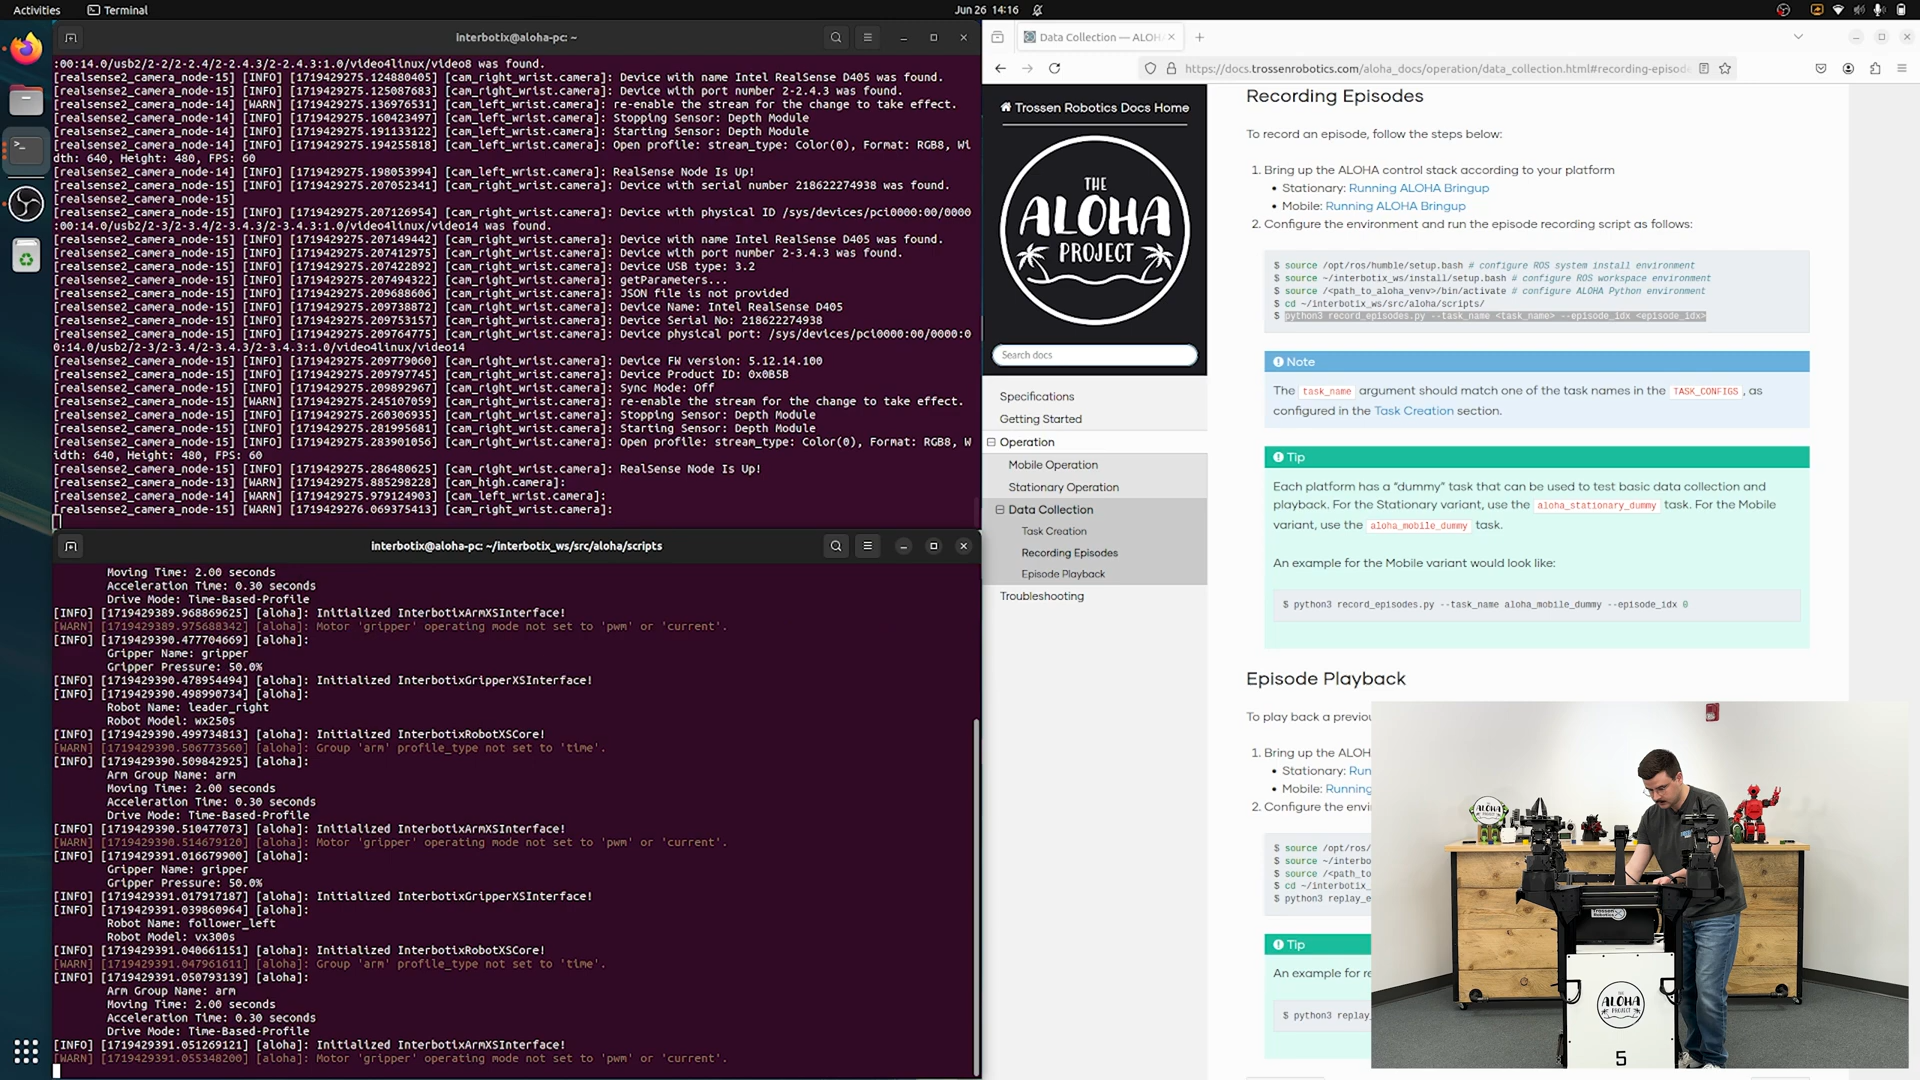 Activities
Terminal
Jun 26 14:16
interbotix@aloha-pc: ~
:00:14.0/usb2/2-2/2-2.4/2-2.4.3/2-2.4.3:1.0/video4linux/video8 was found.
[realsense2_camera_node-15] [INFO] [1719429275.124880405] [cam_right_wrist.camera]: Device with name Intel RealSense D405 was found.
[realsense2_camera_node-15] [INFO] [1719429275.125087683] [cam_right_wrist.camera]: Device with port number 2-2.4.3 was found.
[realsense2_camera_node-14] [WARN] [1719429275.136976531] [cam_left_wrist.camera]: re-enable the stream for the change to take effect.
[realsense2_camera_node-14] [INFO] [1719429275.160423497] [cam_left_wrist.camera]: Stopping Sensor: Depth Module
[realsense2_camera_node-14] [INFO] [1719429275.191133122] [cam_left_wrist.camera]: Starting Sensor: Depth Module
[realsense2_camera_node-14] [INFO] [1719429275.194255818] [cam_left_wrist.camera]: Open profile: stream_type: Color(0), Format: RGB8, Wi
dth: 640, Height: 480, FPS: 60
[realsense2_camera_node-14] [INFO] [1719429275.198053994] [cam_left_wrist.camera]: RealSense Node Is Up!
[realsense2_camera_node-15] [INFO] [1719429275.207052341] [cam_right_wrist.camera]: Device with serial number 218622274938 was found.
[realsense2_camera_node-15]
[realsense2_camera_node-15] [INFO] [1719429275.207126954] [cam_right_wrist.camera]: Device with physical ID /sys/devices/pci0000:00/0000
:00:14.0/usb2/2-3/2-3.4/2-3.4.3/2-3.4.3:1.0/video4linux/video14 was found.
[realsense2_camera_node-15] [INFO] [1719429275.207149442] [cam_right_wrist.camera]: Device with name Intel RealSense D405 was found.
[realsense2_camera_node-15] [INFO] [1719429275.207412975] [cam_right_wrist.camera]: Device with port number 2-3.4.3 was found.
[realsense2_camera_node-15] [INFO] [1719429275.207422892] [cam_right_wrist.camera]: Device USB type: 3.2
[realsense2_camera_node-15] [INFO] [1719429275.207494322] [cam_right_wrist.camera]: getParameters...
[realsense2_camera_node-15] [INFO] [1719429275.209688606] [cam_right_wrist.camera]: JSON file is not provided
[realsense2_camera_node-15] [INFO] [1719429275.209738872] [cam_right_wrist.camera]: Device Name: Intel RealSense D405
[realsense2_camera_node-15] [INFO] [1719429275.209753157] [cam_right_wrist.camera]: Device Serial No: 218622274938
[realsense2_camera_node-15] [INFO] [1719429275.209764775] [cam_right_wrist.camera]: Device physical port: /sys/devices/pci0000:00/0000:0
0:14.0/usb2/2-3/2-3.4/2-3.4.3/2-3.4.3:1.0/video4linux/video14
[realsense2_camera_node-15] [INFO] [1719429275.209779060] [cam_right_wrist.camera]: Device FW version: 5.12.14.100
[realsense2_camera_node-15] [INFO] [1719429275.209797745] [cam_right_wrist.camera]: Device Product ID: 0x0B5B
[realsense2_camera_node-15] [INFO] [1719429275.209892967] [cam_right_wrist.camera]: Sync Mode: Off
[realsense2_camera_node-15] [WARN] [1719429275.245107059] [cam_right_wrist.camera]: re-enable the stream for the change to take effect.
[realsense2_camera_node-15] [INFO] [1719429275.260306935] [cam_right_wrist.camera]: Stopping Sensor: Depth Module
[realsense2_camera_node-15] [INFO] [1719429275.281995681] [cam_right_wrist.camera]: Starting Sensor: Depth Module
[realsense2_camera_node-15] [INFO] [1719429275.283901056] [cam_right_wrist.camera]: Open profile: stream_type: Color(0), Format: RGB8, W
idth: 640, Height: 480, FPS: 60
[realsense2_camera_node-15] [INFO] [1719429275.286480625] [cam_right_wrist.camera]: RealSense Node Is Up!
[realsense2_camera_node-13] [WARN] [1719429275.885298228] [cam_high.camera]:
[realsense2_camera_node-14] [WARN] [1719429275.979124903] [cam_left_wrist.camera]:
[realsense2_camera_node-15] [WARN] [1719429276.069375413] [cam_right_wrist.camera]:
interbotix@aloha-pc: ~/interbotix_ws/src/aloha/scripts
Moving Time: 2.00 seconds
Acceleration Time: 0.30 seconds
Drive Mode: Time-Based-Profile
[INFO] [1719429389.968869625] [aloha]: Initialized InterbotixArmXSInterface!
[WARN] [1719429389.975688342] [aloha]: Motor 'gripper' operating mode not set to 'pwm' or 'current'.
[INFO] [1719429390.477704669] [aloha]:
Gripper Name: gripper
Gripper Pressure: 50.0%
[INFO] [1719429390.478954494] [aloha]: Initialized InterbotixGripperXSInterface!
[INFO] [1719429390.498990734] [aloha]:
Robot Name: leader_right
Robot Model: wx250s
[INFO] [1719429390.499734813] [aloha]: Initialized InterbotixRobotXSCore!
[WARN] [1719429390.506773560] [aloha]: Group 'arm' profile_type not set to 'time'.
[INFO] [1719429390.509842925] [aloha]:
Arm Group Name: arm
Moving Time: 2.00 seconds
Acceleration Time: 0.30 seconds
Drive Mode: Time-Based-Profile
[INFO] [1719429390.510477073] [aloha]: Initialized InterbotixArmXSInterface!
[WARN] [1719429390.514679120] [aloha]: Motor 'gripper' operating mode not set to 'pwm' or 'current'.
[INFO] [1719429391.016679900] [aloha]:
Gripper Name: gripper
Gripper Pressure: 50.0%
[INFO] [1719429391.017917187] [aloha]: Initialized InterbotixGripperXSInterface!
[INFO] [1719429391.039860964] [aloha]:
Robot Name: follower_left
Robot Model: vx300s
[INFO] [1719429391.040661151] [aloha]: Initialized InterbotixRobotXSCore!
[WARN] [1719429391.047961611] [aloha]: Group 'arm' profile_type not set to 'time'.
[INFO] [1719429391.050793139] [aloha]:
Arm Group Name: arm
Moving Time: 2.00 seconds
Acceleration Time: 0.30 seconds
Drive Mode: Time-Based-Profile
[INFO] [1719429391.051269121] [aloha]: Initialized InterbotixArmXSInterface!
[WARN] [1719429391.055348200] [aloha]: Motor 'gripper' operating mode not set to 'pwm' or 'current'.
Data Collection — ALOHA
https://docs.trossenrobotics.com/aloha_docs/operation/data_collection.html#recording-episode
Trossen Robotics Docs Home
THE
ALOHA
PROJECT
Search docs
Specifications
Getting Started
Operation
Mobile Operation
Stationary Operation
Data Collection
Task Creation
Recording Episodes
Episode Playback
Troubleshooting
Recording Episodes
To record an episode, follow the steps below:
1. Bring up the ALOHA control stack according to your platform
• Stationary: Running ALOHA Bringup
• Mobile: Running ALOHA Bringup
2. Configure the environment and run the episode recording script as follows:
$ source /opt/ros/humble/setup.bash # configure ROS system install environment
$ source ~/interbotix_ws/install/setup.bash # configure ROS workspace environment
$ source /<path_to_aloha_venv>/bin/activate # configure ALOHA Python environment
$ cd ~/interbotix_ws/src/aloha/scripts/
$ python3 record_episodes.py --task_name <task_name> --episode_idx <episode_idx>
Note
The task_name argument should match one of the task names in the TASK_CONFIGS , as
configured in the Task Creation section.
Tip
Each platform has a “dummy” task that can be used to test basic data collection and
playback. For the Stationary variant, use the aloha_stationary_dummy task. For the Mobile
variant, use the aloha_mobile_dummy task.
An example for the Mobile variant would look like:
$ python3 record_episodes.py --task_name aloha_mobile_dummy --episode_idx 0
Episode Playback
To play back a previou
1. Bring up the ALOH
• Stationary: Run
• Mobile: Running
2. Configure the envi
$ source /opt/ros/
$ source ~/interbo
$ source /<path_to
$ cd ~/interbotix_
$ python3 replay_e
Tip
An example for re
$ python3 replay_
ALOHA
THE
ALOHA
PROJECT
5